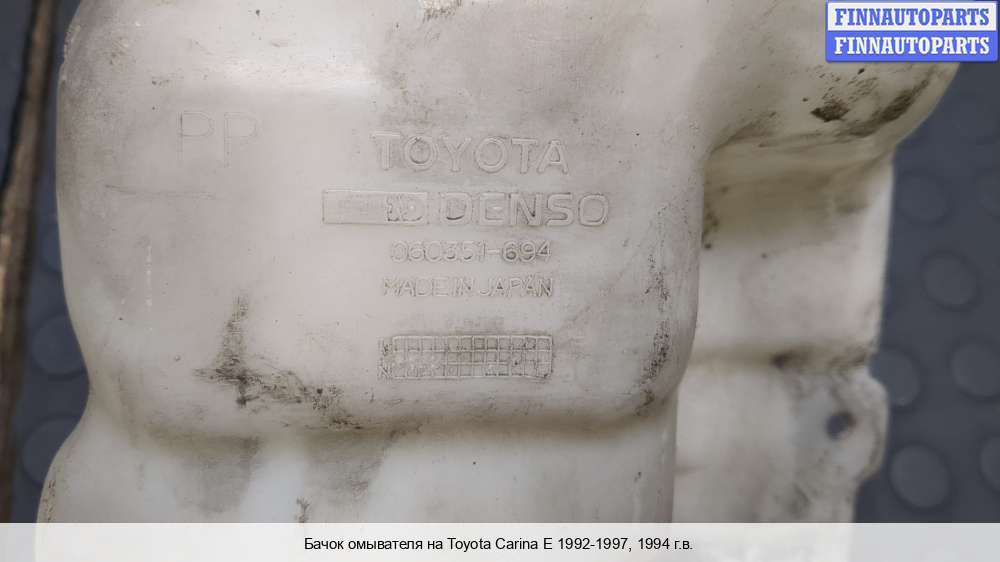 FINNAUTOPARTS
FINNAUTOPARTS
PP
TOYOTA
DENSO
060351-694
MADE IN JAPAN
Бачок омывателя на Toyota Carina E 1992-1997, 1994 г.в.